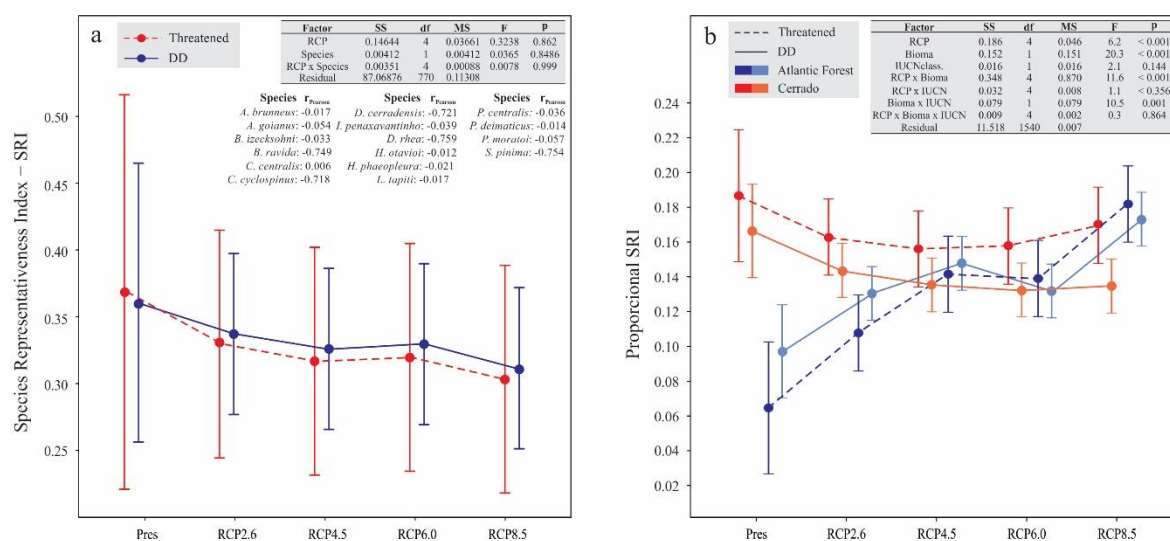 a
Thatened
DD
Factor SS df MS F p
RCP 0.14644 4 0.03661 0.3238 0.862
Species 0.00412 1 0.00412 0.0365 0.8486
RCP x Species 0.00351 4 0.00088 0.0078 0.999
Residual 87.06876 770 0.11308
Species rPearson Species rPearson Species rPearson
A. brunneus: -0.017 D. cerradensis: -0.721 P. centralis: -0.036
A. goianus: -0.054 I. penaxavantinho: -0.039 P. deimaticus: -0.014
B. izecksohni: -0.033 D. rhea: -0.759 P. moratoi: -0.057
B. ravida: -0.749 H. otavioi: -0.012 S. pinima: -0.754
C. centralis: 0.006 H. phaeopleura: -0.021
C. cyclospinus: -0.718 L. tapiti: -0.017
Species Representativeness Index – SRI
0.50
0.45
0.40
0.35
0.30
0.25
Pres RCP2.6 RCP4.5 RCP6.0 RCP8.5
b
Threatened
DD
Atlantic Forest
Cerrado
Factor SS df MS F p
RCP 0.186 4 0.046 6.2 < 0.001
Bioma 0.152 1 0.151 20.3 < 0.001
IUCNclass. 0.016 1 0.016 2.1 0.144
RCP x Bioma 0.348 4 0.870 11.6 < 0.001
RCP x IUCN 0.032 4 0.008 1.1 < 0.356
Bioma x IUCN 0.079 1 0.079 10.5 0.001
RCP x Bioma x IUCN 0.009 4 0.002 0.3 0.864
Residual 11.518 1540 0.007
Proporcional SRI
0.24
0.22
0.20
0.18
0.16
0.14
0.12
0.10
0.08
0.06
0.04
0.02
Pres RCP2.6 RCP4.5 RCP6.0 RCP8.5